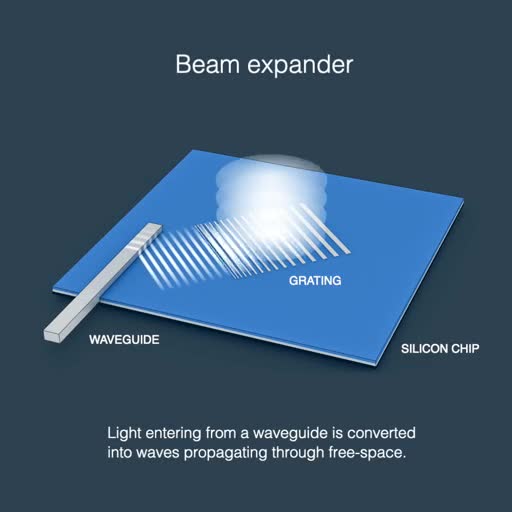 Beam expander
GRATING
WAVEGUIDE
SILICON CHIP
Light entering from a waveguide is converted
into waves propagating through free-space.